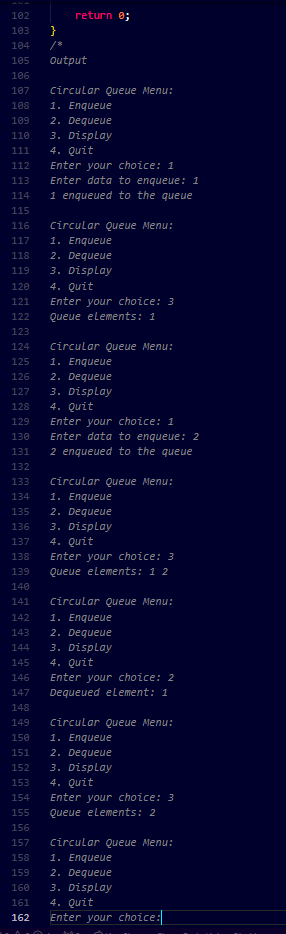 102 return 0;
103 }
104 /*
105 Output
106
107 Circular Queue Menu:
108 1. Enqueue
109 2. Dequeue
110 3. Display
111 4. Quit
112 Enter your choice: 1
113 Enter data to enqueue: 1
114 1 enqueued to the queue
115
116 Circular Queue Menu:
117 1. Enqueue
118 2. Dequeue
119 3. Display
120 4. Quit
121 Enter your choice: 3
122 Queue elements: 1
123
124 Circular Queue Menu:
125 1. Enqueue
126 2. Dequeue
127 3. Display
128 4. Quit
129 Enter your choice: 1
130 Enter data to enqueue: 2
131 2 enqueued to the queue
132
133 Circular Queue Menu:
134 1. Enqueue
135 2. Dequeue
136 3. Display
137 4. Quit
138 Enter your choice: 3
139 Queue elements: 1 2
140
141 Circular Queue Menu:
142 1. Enqueue
143 2. Dequeue
144 3. Display
145 4. Quit
146 Enter your choice: 2
147 Dequeued element: 1
148
149 Circular Queue Menu:
150 1. Enqueue
151 2. Dequeue
152 3. Display
153 4. Quit
154 Enter your choice: 3
155 Queue elements: 2
156
157 Circular Queue Menu:
158 1. Enqueue
159 2. Dequeue
160 3. Display
161 4. Quit
162 Enter your choice: